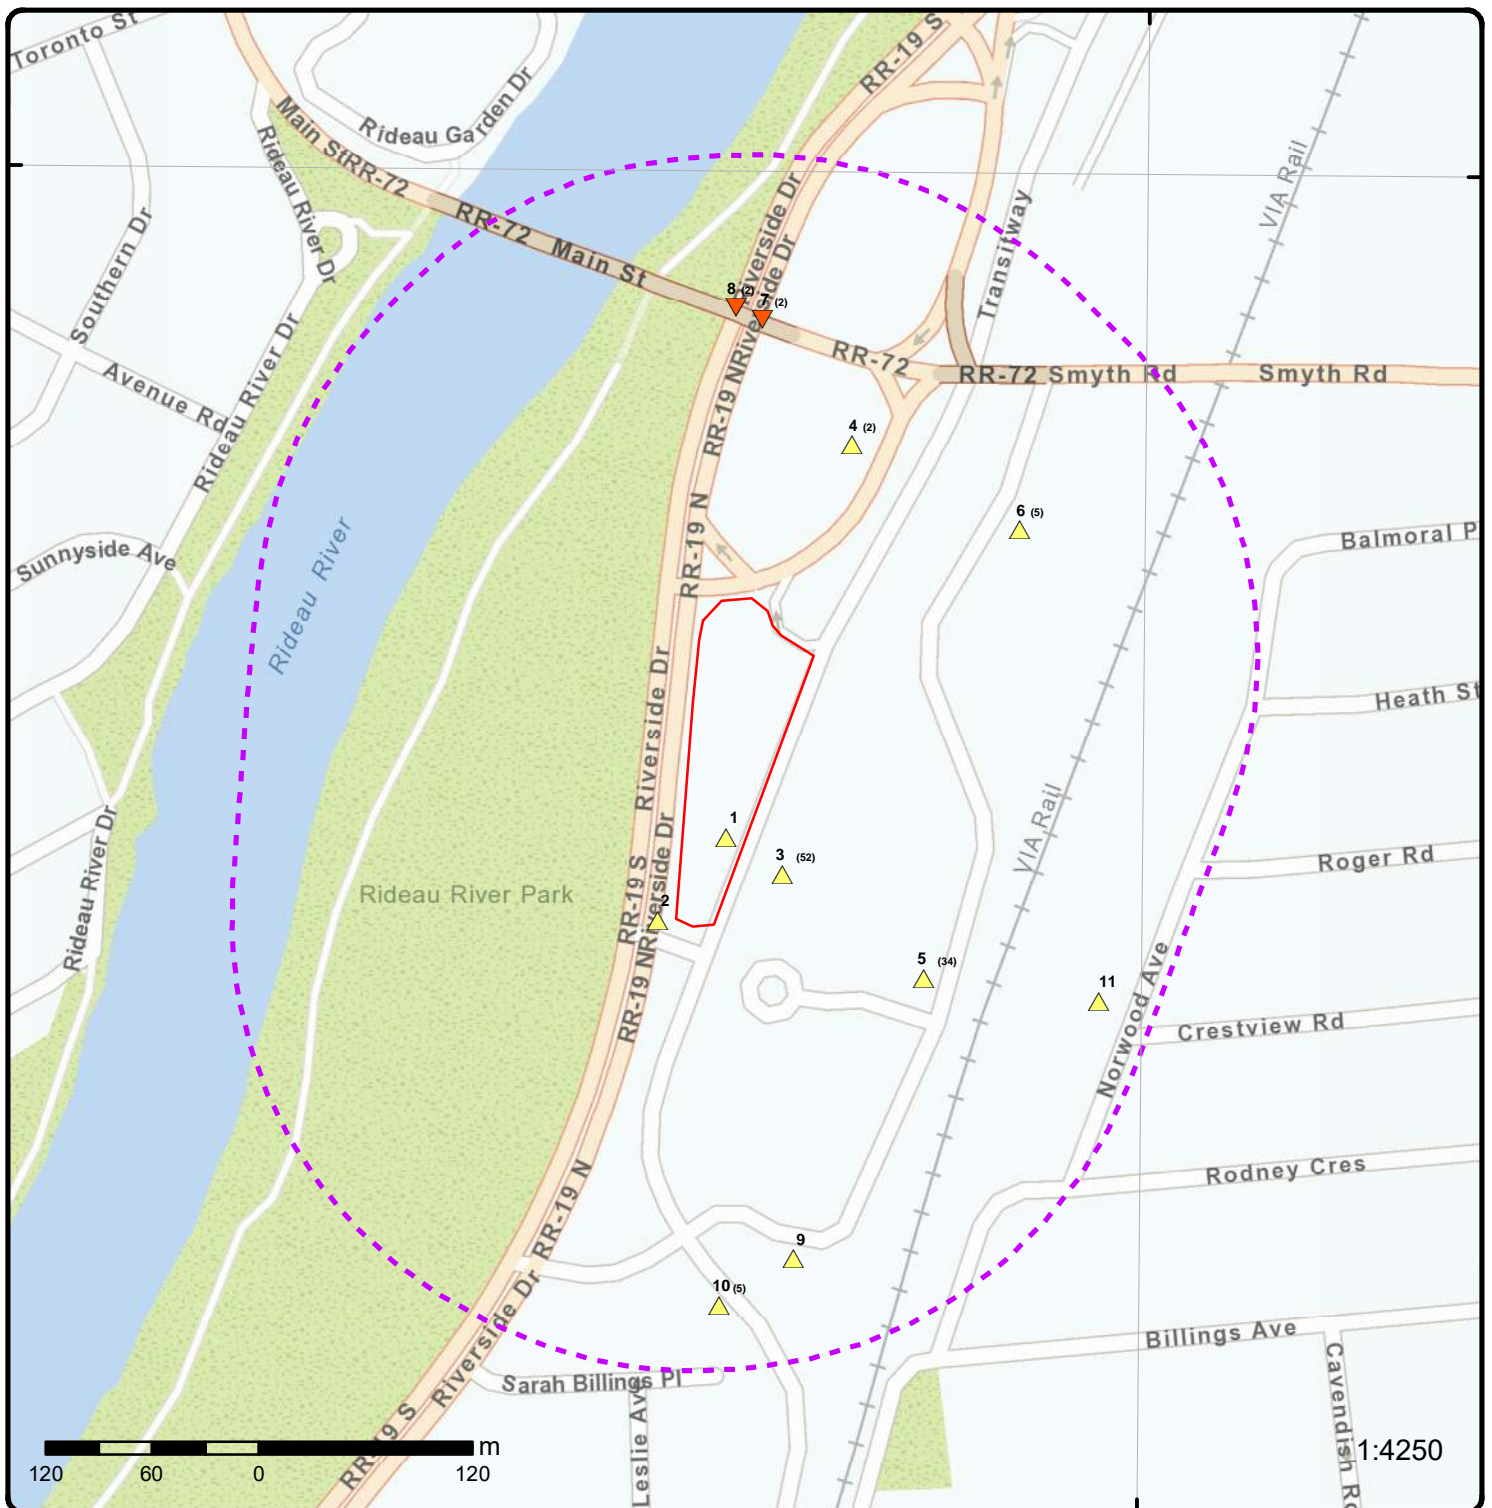 Toronto St
RR-19 S
Rideau Garden Dr
Main St
RR-72
Rideau River Dr
VIA Rail
Southern Dr
RR-72 Main St
Riverside Dr
Riverside Dr
Transitway
8 (2)
7 (2)
RR-72
RR-72 Smyth Rd
Smyth Rd
Avenue Rd
Rideau River Dr
RR-19 N
4 (2)
6 (5)
RR-19 N
Balmoral P
Sunnyside Ave
Rideau River
Riverside Dr
Heath St
1
VIA Rail
3 (52)
Roger Rd
Rideau River Dr
Rideau River Park
RR-19 S
Riverside Dr
2
RR-19 N
5 (34)
11
Norwood Ave
Crestview Rd
RR-19 N
Rodney Cres
9
10 (5)
Riverside Dr
Billings Ave
Sarah Billings Pl
Leslie Ave
Cavendish R
RR-19 S
m
120 60 0 120
1:4250